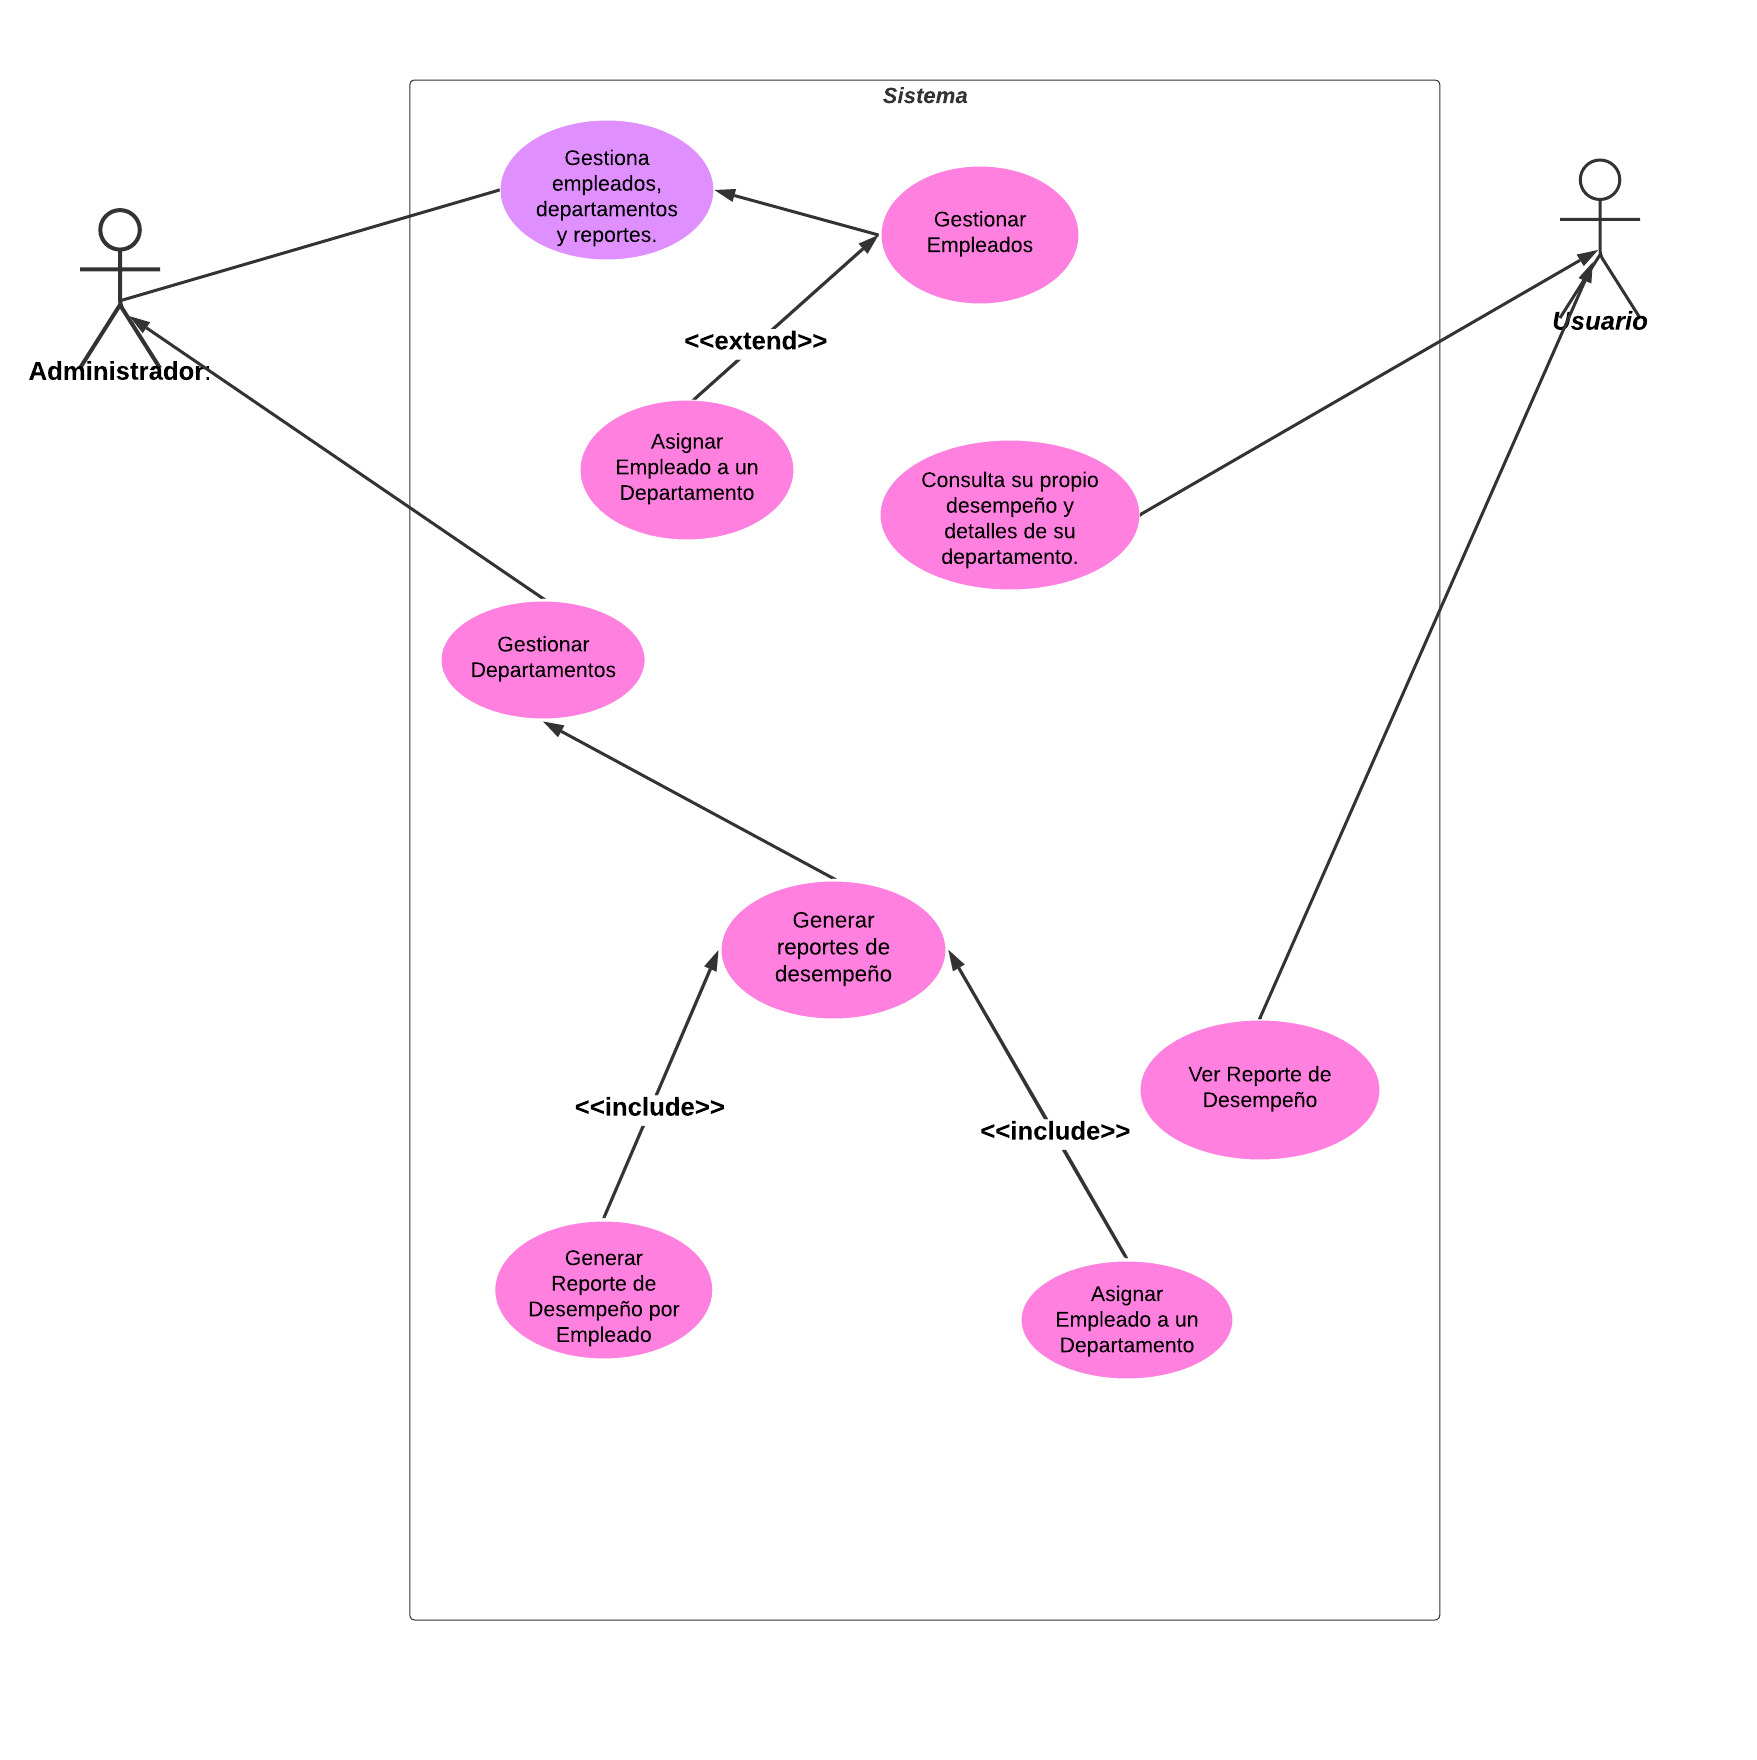 Sistema
Gestiona
empleados,
departamentos
y reportes.
Gestionar
Empleados
Administrador:
Usuario
<<extend>>
Asignar
Empleado a un
Departamento
Consulta su propio
desempeño y
detalles de su
departamento.
Gestionar
Departamentos
Generar
reportes de
desempeño
Ver Reporte de
Desempeño
<<include>>
<<include>>
Generar
Reporte de
Desempeño por
Empleado
Asignar
Empleado a un
Departamento